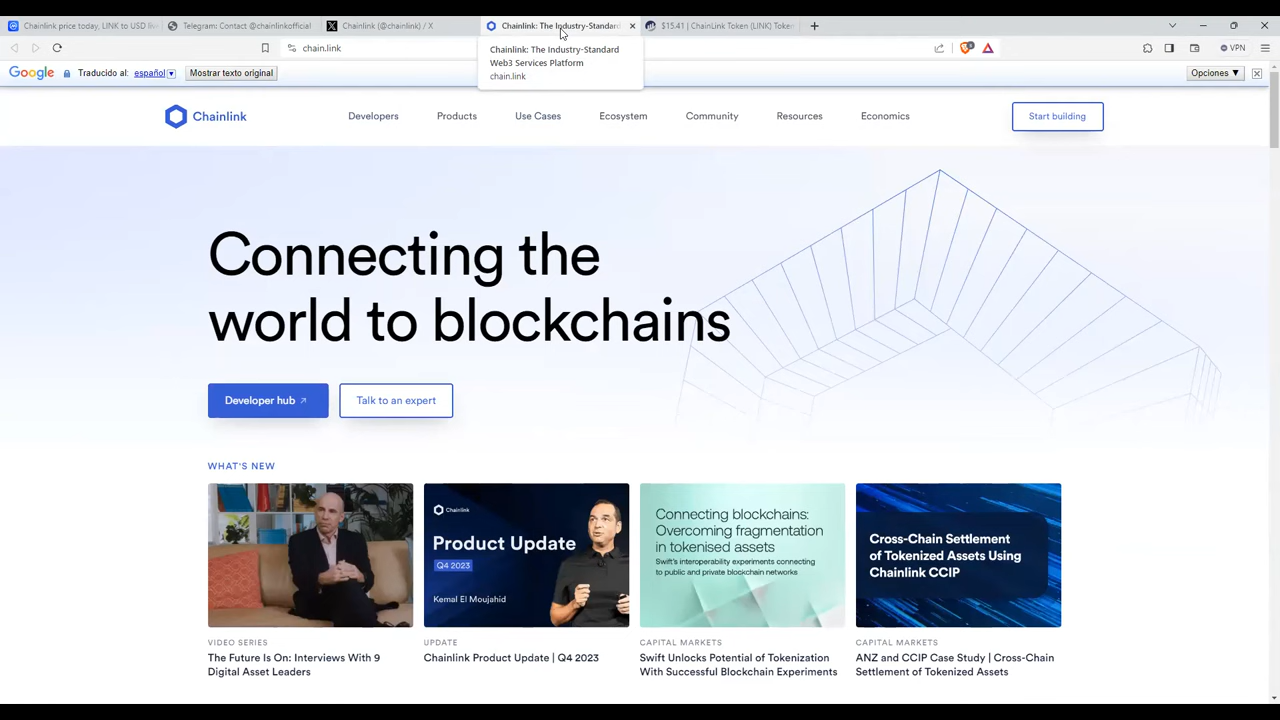 Chainlink price today, LINK to USD liv
Telegram: Contact @chainlinkofficial
Chainlink (@chainlink) / X
Chainlink: The Industry-Standard
$15.41 | ChainLink Token (LINK) Token
chain.link
VPN
Chainlink: The Industry-Standard
Web3 Services Platform
chain.link
Google
Traducido al: español
Mostrar texto original
Opciones
Chainlink
Developers
Products
Use Cases
Ecosystem
Community
Resources
Economics
Start building
Connecting the
world to blockchains
Developer hub
Talk to an expert
WHAT'S NEW
Chainlink
Product Update
Q4 2023
Kemal El Moujahid
Connecting blockchains:
Overcoming fragmentation
in tokenised assets
Swift's interoperability experiments connecting
to public and private blockchain networks
Cross-Chain Settlement
of Tokenized Assets Using
Chainlink CCIP
VIDEO SERIES
The Future Is On: Interviews With 9
Digital Asset Leaders
UPDATE
Chainlink Product Update | Q4 2023
CAPITAL MARKETS
Swift Unlocks Potential of Tokenization
With Successful Blockchain Experiments
CAPITAL MARKETS
ANZ and CCIP Case Study | Cross-Chain
Settlement of Tokenized Assets